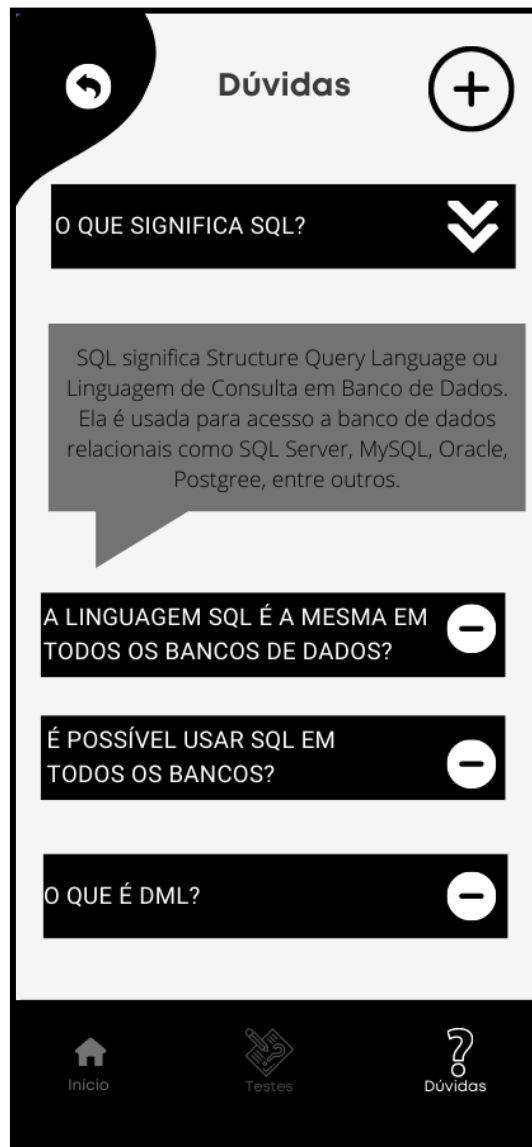 Dúvidas
O QUE SIGNIFICA SQL?
SQL significa Structure Query Language ou
Linguagem de Consulta em Banco de Dados.
Ela é usada para acesso a banco de dados
relacionais como SQL Server, MySQL, Oracle,
Postgree, entre outros.
A LINGUAGEM SQL É A MESMA EM
TODOS OS BANCOS DE DADOS?
É POSSÍVEL USAR SQL EM
TODOS OS BANCOS?
O QUE É DML?
Início
Testes
Dúvidas